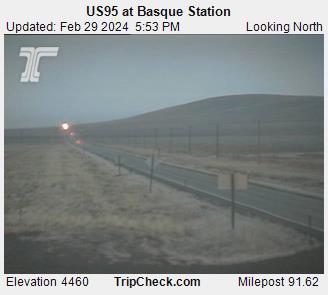 US95 at Basque Station
Updated: Feb 29 2024 5:53 PM Looking North
Elevation 4460 TripCheck.com Milepost 91.62